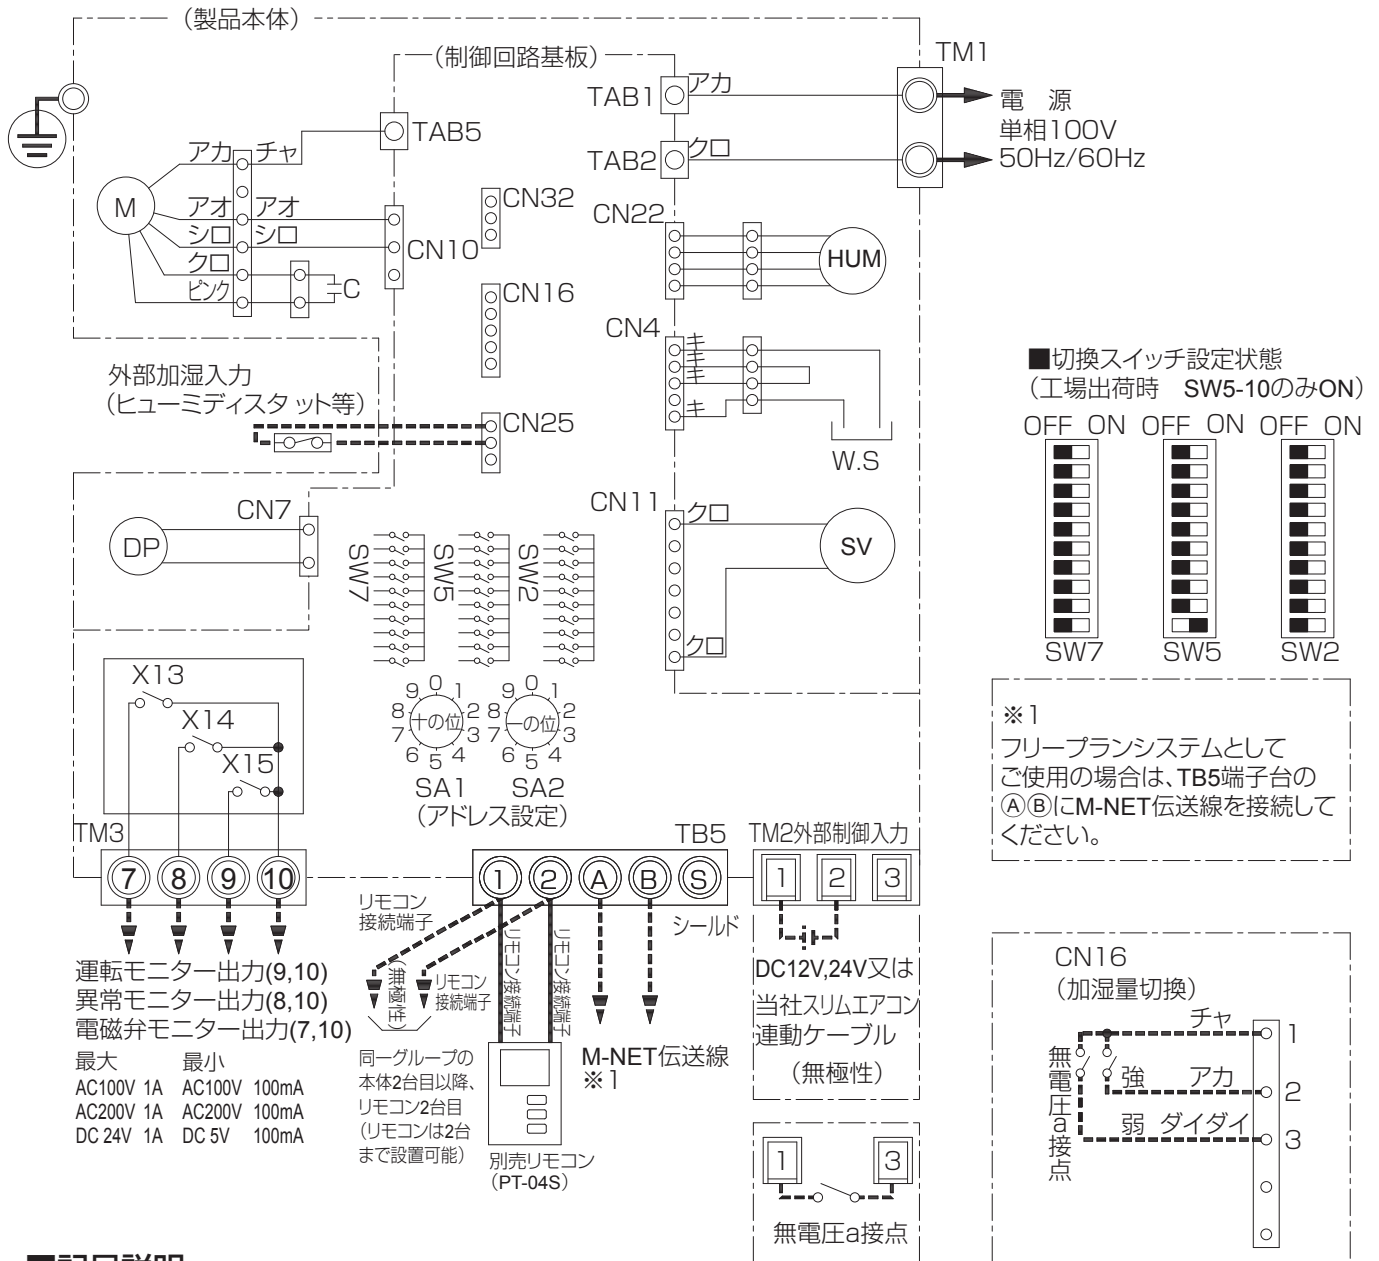 (製品本体)
(制御回路基板)
TM1
TAB1
アカ
電 源
単相100V
50Hz/60Hz
TAB5
TAB2
クロ
アカ
チャ
M
アオ
アオ
シロ
シロ
クロ
ピンク
C
CN10
CN32
CN22
HUM
CN16
CN4
キ
キ
キ
キ
W.S
外部加湿入力
(ヒューミディスタット等)
CN25
■切換スイッチ設定状態
(工場出荷時 SW5-10のみON)
OFF ON OFF ON OFF ON
SW7 SW5 SW2
CN7
DP
CN11
クロ
SV
クロ
SW7
SW5
SW2
0 1 2 3 4 5 6 7 8 9
十の位
0 1 2 3 4 5 6 7 8 9
一の位
SA1 SA2
(アドレス設定)
X13
X14
X15
※1
フリープランシステムとして
ご使用の場合は、TB5端子台の
ⒶⒷにM-NET伝送線を接続して
ください。
TM3
7 8 9 10
TB5
1 2 A B S
シールド
TM2外部制御入力
1 2 3
運転モニター出力(9,10)
異常モニター出力(8,10)
電磁弁モニター出力(7,10)
最大 最小
AC100V 1A AC100V 100mA
AC200V 1A AC200V 100mA
DC 24V 1A DC 5V 100mA
リモコン
接続端子
(無極性)
リモコン
接続端子
リモコン接続端子
リモコン接続端子
同一グループの
本体2台目以降、
リモコン2台目
(リモコンは2台
まで設置可能)
別売リモコン
(PT-04S)
M-NET伝送線
※1
DC12V,24V又は
当社スリムエアコン
連動ケーブル
(無極性)
1 3
無電圧a接点
CN16
(加湿量切換)
チャ 1
強 アカ 2
弱 ダイダイ 3
無電圧a接点